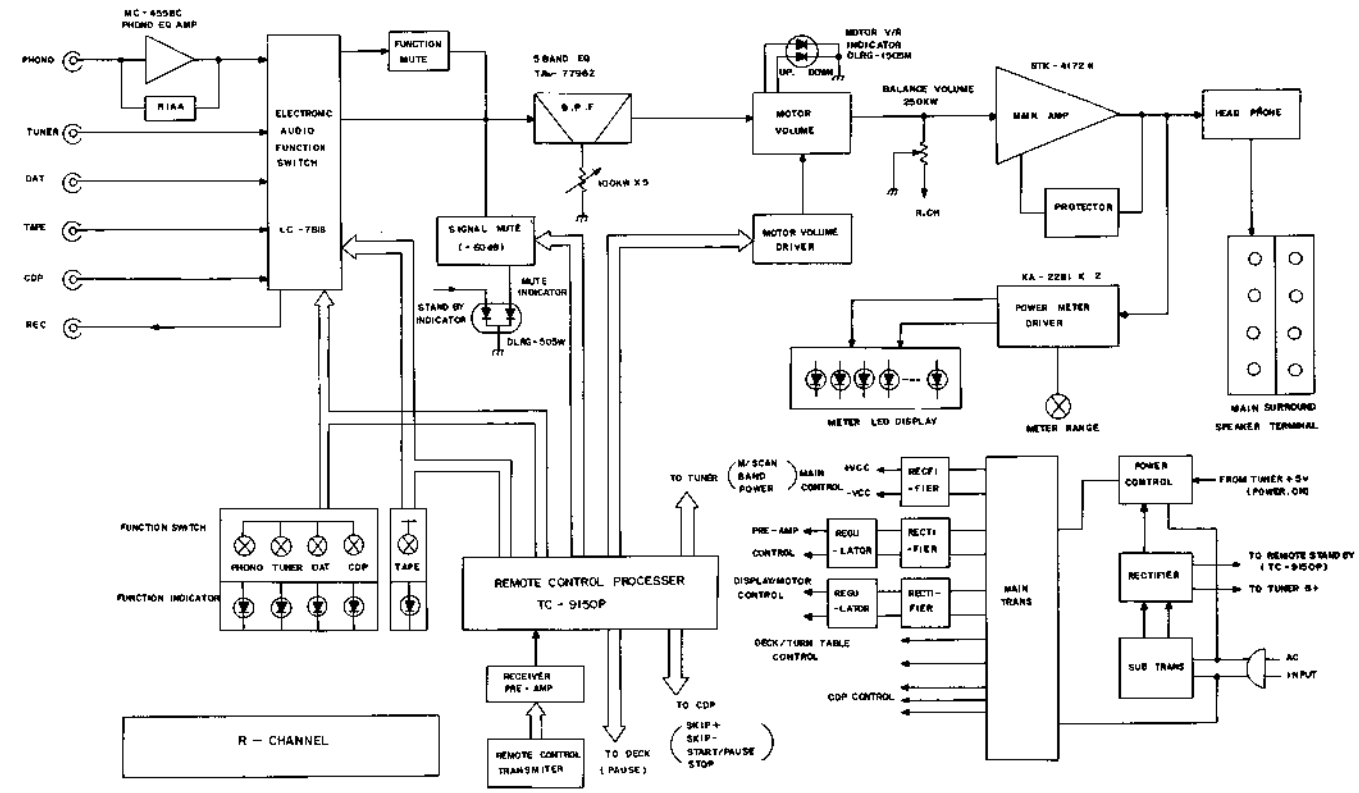 MC-4558C
PHONO EQ AMP
PHONO
RIAA
TUNER
DAT
TAPE
CDP
REC
ELECTRONIC
AUDIO
FUNCTION
SWITCH
LC-7818
FUNCTION
MUTE
5 BAND EQ
B.P.F
100KW X 5
SIGNAL MUTE
MUTE
INDICATOR
STAND BY
INDICATOR
DLRG-505W
MOTOR V/R
INDICATOR
DLRG-1505M
UP. DOWN
MOTOR
VOLUME
MOTOR VOLUME
DRIVER
BALANCE VOLUME
250KW
R.CH
STK-4172 II
MAIN AMP
PROTECTOR
HEAD PHONE
KA-2281 X 2
POWER METER
DRIVER
METER LED DISPLAY
METER RANGE
MAIN SURROUND
SPEAKER TERMINAL
FUNCTION SWITCH
PHONO TUNER DAT CDP
TAPE
FUNCTION INDICATOR
REMOTE CONTROL PROCESSER
TC-9150P
RECEIVER
PRE-AMP
REMOTE CONTROL
TRANSMITER
TO TUNER
(M/SCAN
BAND
POWER)
TO DECK
(PAUSE)
TO CDP
(SKIP+
SKIP-
START/PAUSE
STOP)
R-CHANNEL
MAIN
CONTROL
+VCC
-VCC
RECFI
-FIER
PRE-AMP
CONTROL
REGU
-LATOR
RECTI
-FIER
DISPLAY/MOTOR
CONTROL
REGU
-LATOR
RECTI-
FIER
DECK/TURN TABLE
CONTROL
CDP CONTROL
MAIN
TRANS
POWER
CONTROL
FROM TUNER +5V
(POWER.ON)
RECTIFIER
TO REMOTE STAND BY
(TC-9150P)
TO TUNER B+
SUB TRANS
AC
INPUT